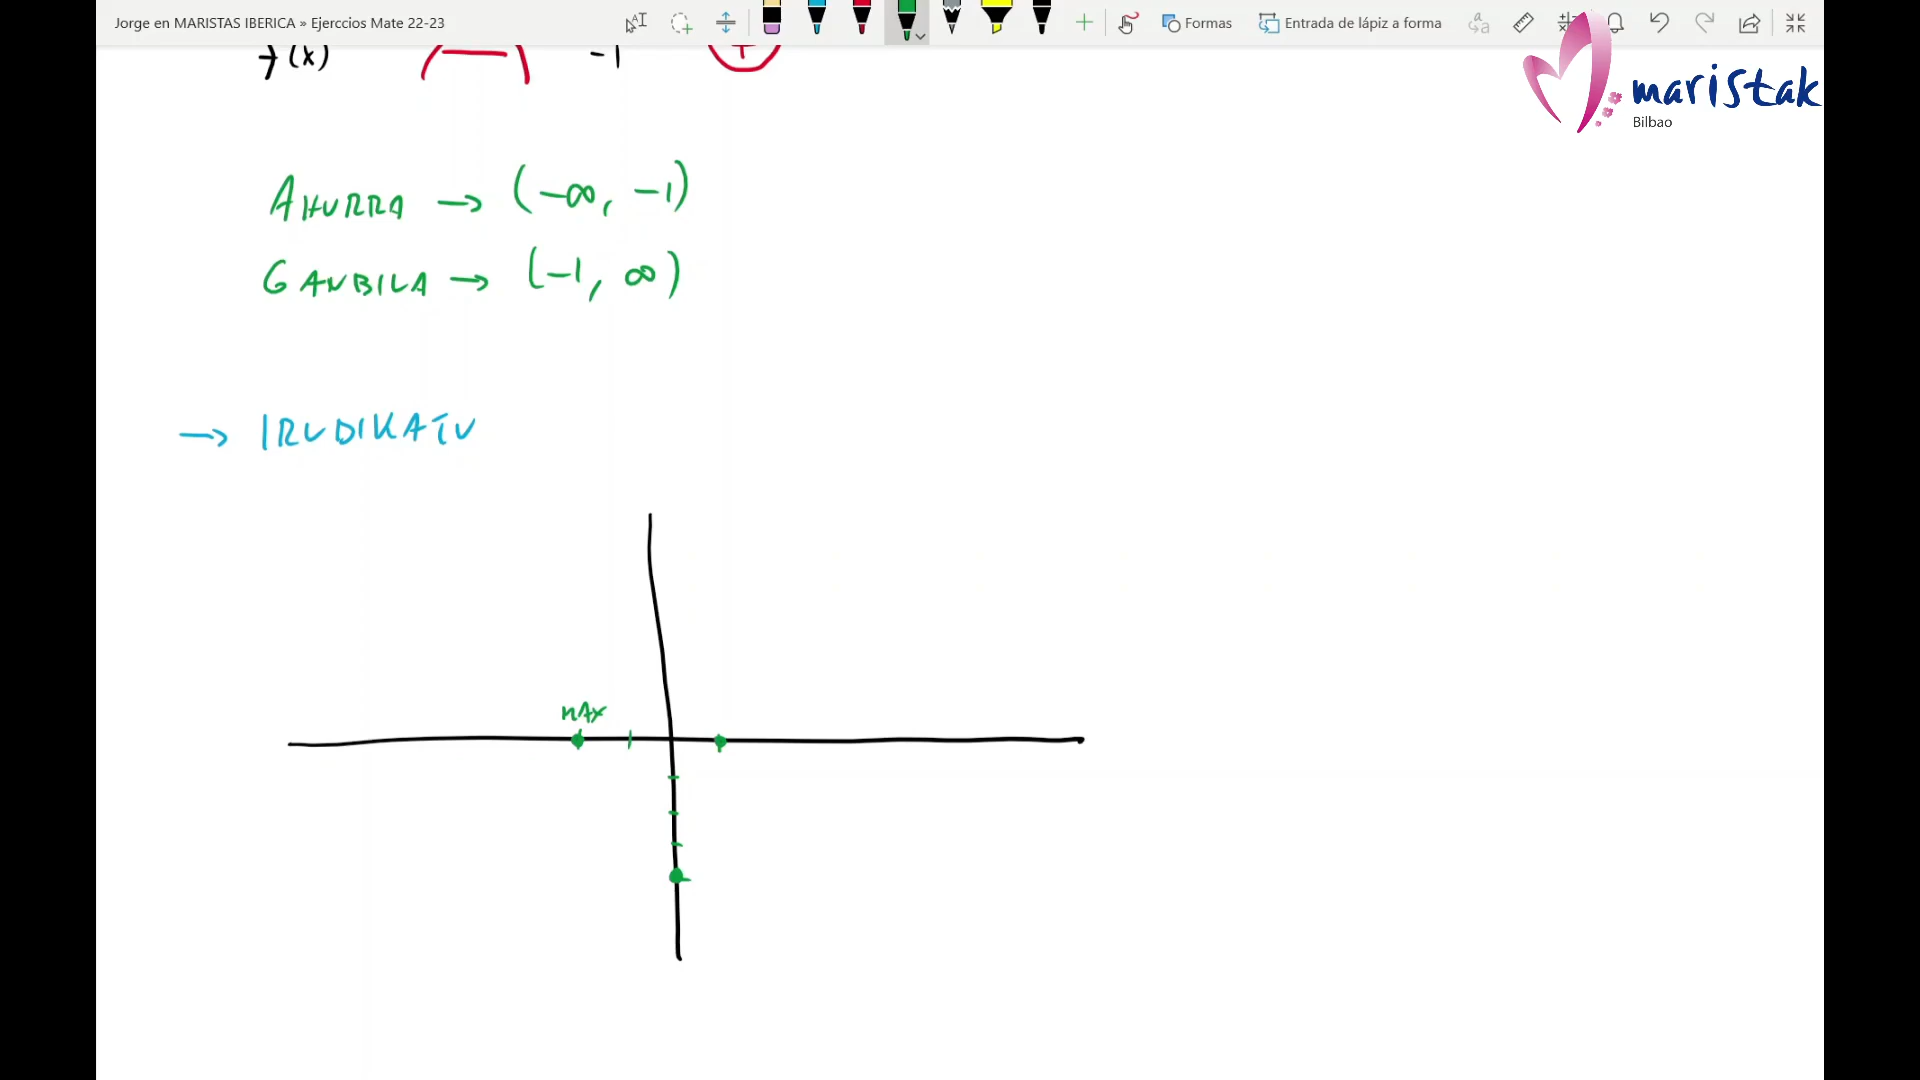 Jorge en MARISTAS IBERICA » Ejerccios Mate 22-23
Formas
Entrada de lápiz a forma
f(x) -1 +
maristak
Bilbao
AHURRA → (-∞, -1)
GANBILA → (-1, ∞)
→ IRUDIKATU
MAX